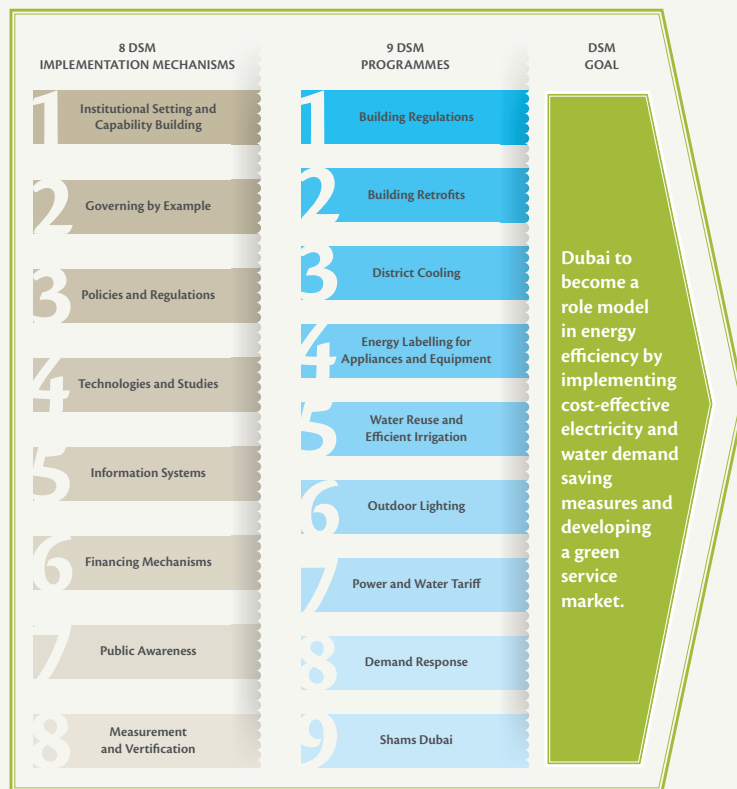 8 DSM
IMPLEMENTATION MECHANISMS
1
Institutional Setting and
Capability Building
2
Governing by Example
3
Policies and Regulations
4
Technologies and Studies
5
Information Systems
6
Financing Mechanisms
7
Public Awareness
8
Measurement
and Vertification
9 DSM
PROGRAMMES
1
Building Regulations
2
Building Retrofits
3
District Cooling
4
Energy Labelling for
Appliances and Equipment
5
Water Reuse and
Efficient Irrigation
6
Outdoor Lighting
7
Power and Water Tariff
8
Demand Response
9
Shams Dubai
DSM
GOAL
Dubai to
become a
role model
in energy
efficiency by
implementing
cost-effective
electricity and
water demand
saving
measures and
developing
a green
service
market.